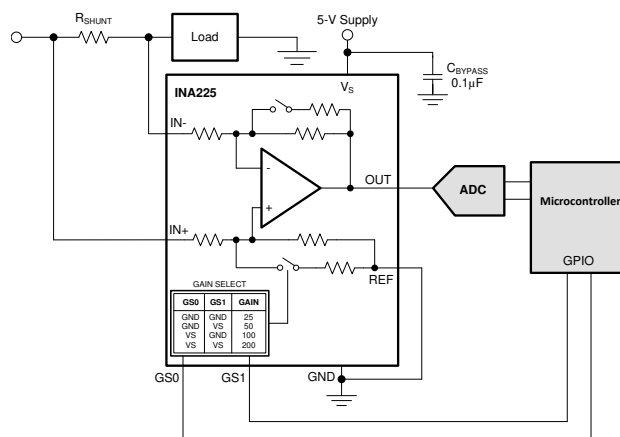 5-V Supply
RSHUNT
Load
CBYPASS
0.1µF
VS
INA225
IN-
-
OUT
ADC
Microcontroller
+
IN+
GPIO
REF
GAIN SELECT
GS0 GS1 GAIN
GND GND 25
GND VS 50
VS GND 100
VS VS 200
GS0 GS1 GND